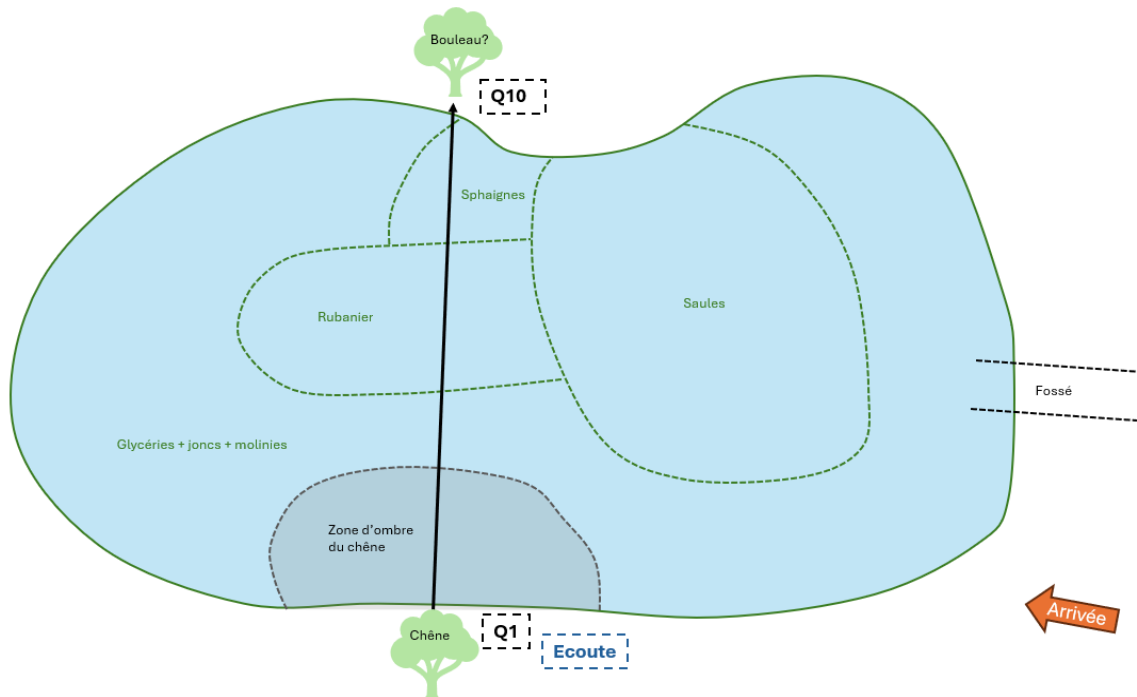 Bouleau?
Q10
Sphaignes
Rubanier
Saules
Fossé
Glycéries + joncs + molinies
Zone d'ombre
du chêne
Arrivée
Chêne
Q1
Ecoute